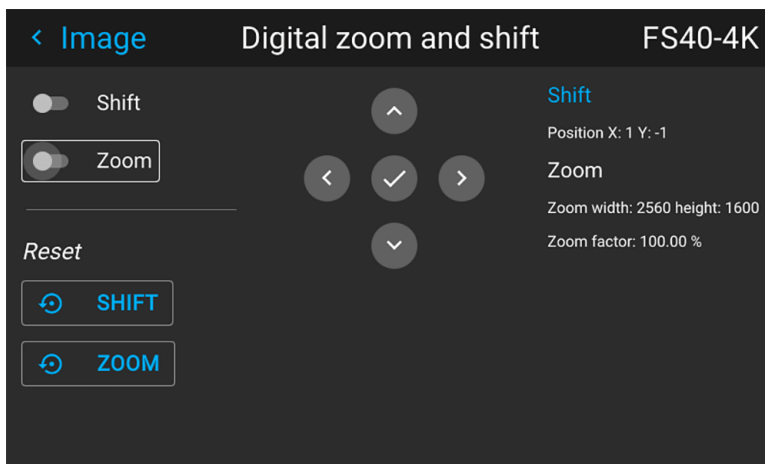 Image
Digital zoom and shift
FS40-4K
Shift
Zoom
Reset
SHIFT
ZOOM
Shift
Position X: 1 Y: -1
Zoom
Zoom width: 2560 height: 1600
Zoom factor: 100.00 %